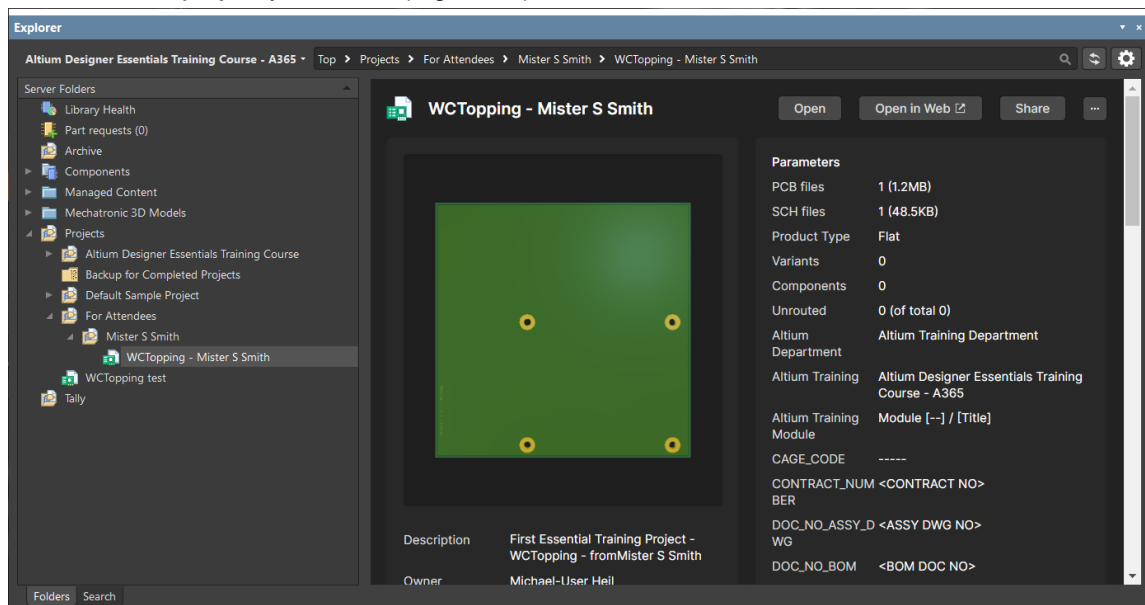 Explorer
Altium Designer Essentials Training Course - A365
Top > Projects > For Attendees > Mister S Smith > WCTopping - Mister S Smith
Server Folders
Library Health
Part requests (0)
Archive
Components
Managed Content
Mechatronic 3D Models
Projects
Altium Designer Essentials Training Course
Backup for Completed Projects
Default Sample Project
For Attendees
Mister S Smith
WCTopping - Mister S Smith
WCTopping test
Tally
Folders
Search
WCTopping - Mister S Smith
Open
Open in Web
Share
...
Description First Essential Training Project -
WCTopping - fromMister S Smith
Owner Michael-User Heil
Parameters
PCB files 1 (1.2MB)
SCH files 1 (48.5KB)
Product Type Flat
Variants 0
Components 0
Unrouted 0 (of total 0)
Altium Altium Training Department
Department
Altium Training Altium Designer Essentials Training
Course - A365
Altium Training Module [--] / [Title]
Module
CAGE_CODE -----
CONTRACT_NUM <CONTRACT NO>
BER
DOC_NO_ASSY_D <ASSY DWG NO>
WG
DOC_NO_BOM <BOM DOC NO>